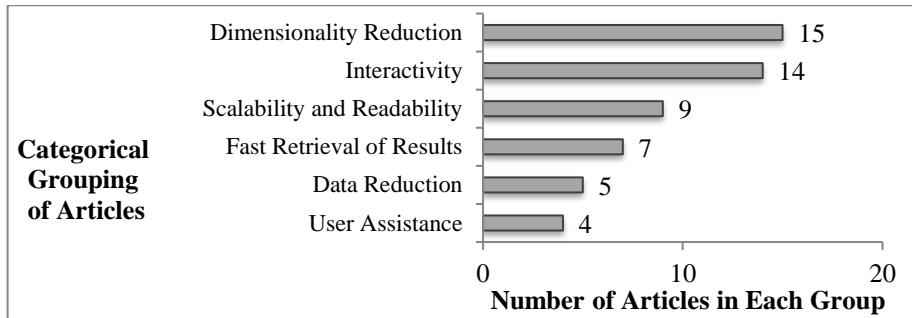 Dimensionality Reduction 15
Interactivity 14
Scalability and Readability 9
Fast Retrieval of Results 7
Data Reduction 5
User Assistance 4
Categorical
Grouping
of Articles
0 10 20
Number of Articles in Each Group